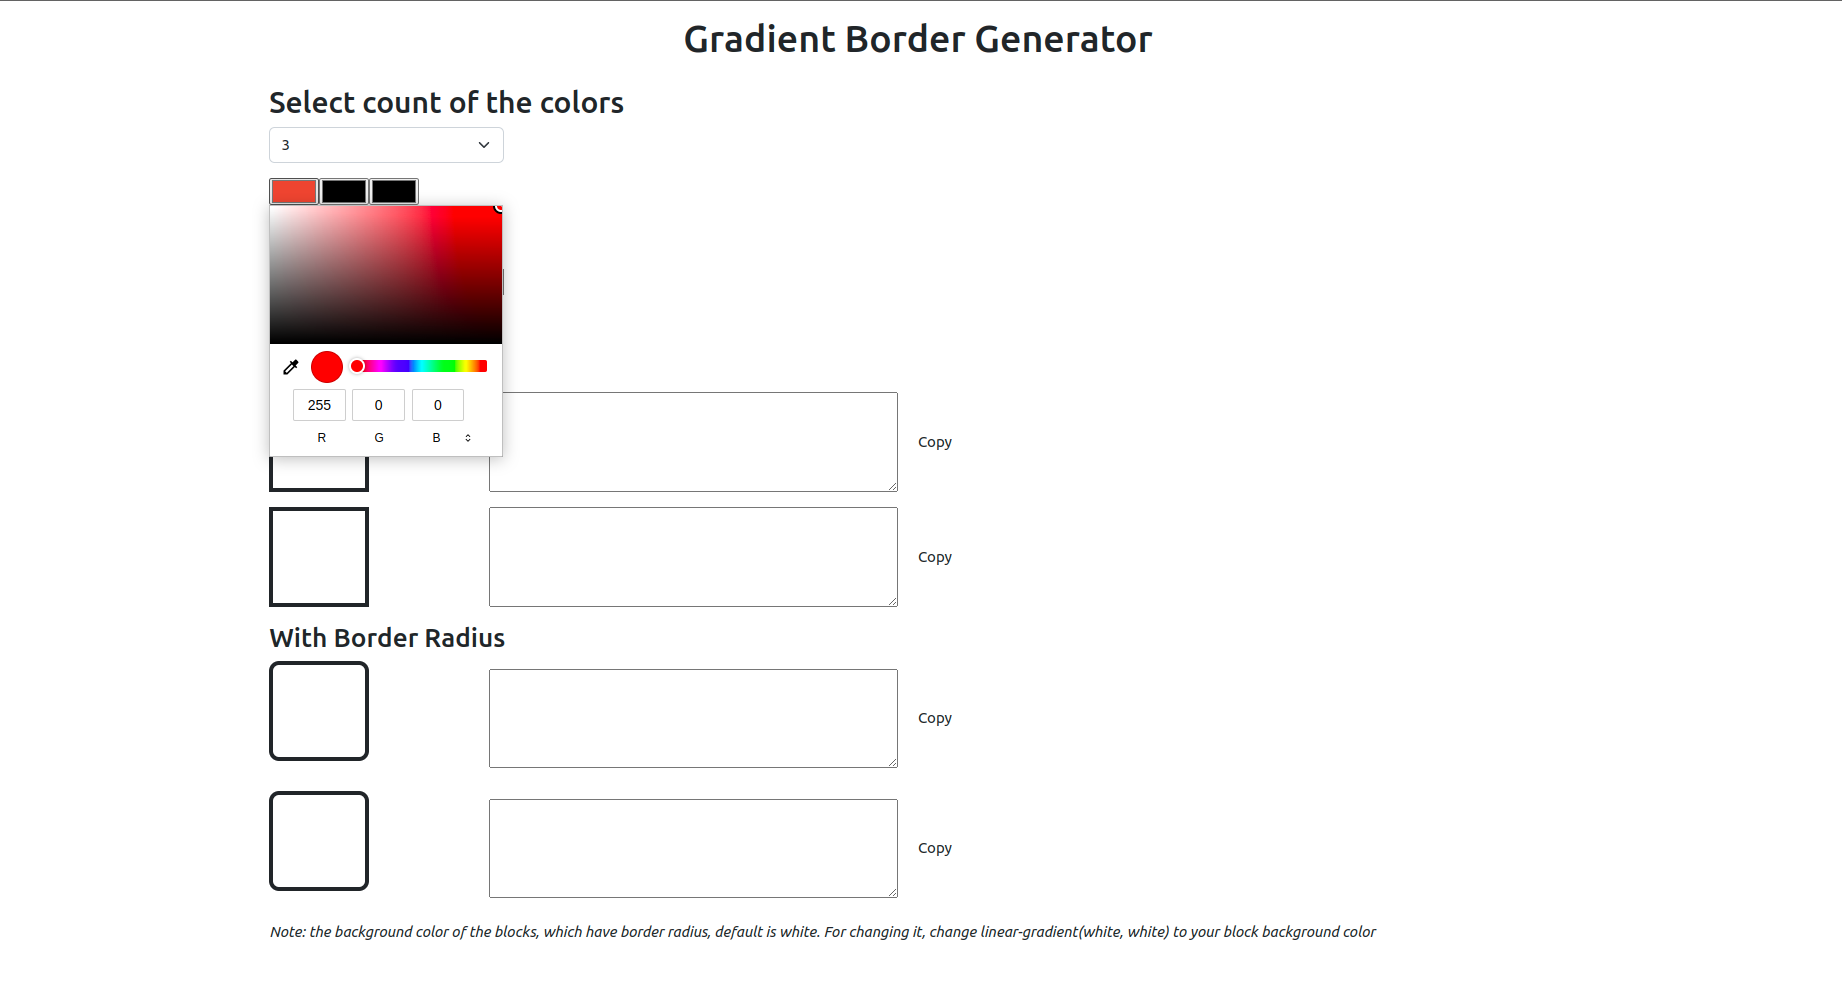 Gradient Border Generator
Select count of the colors
3
255 0 0
R G B
Copy
Copy
With Border Radius
Copy
Copy
Note: the background color of the blocks, which have border radius, default is white. For changing it, change linear-gradient(white, white) to your block background color